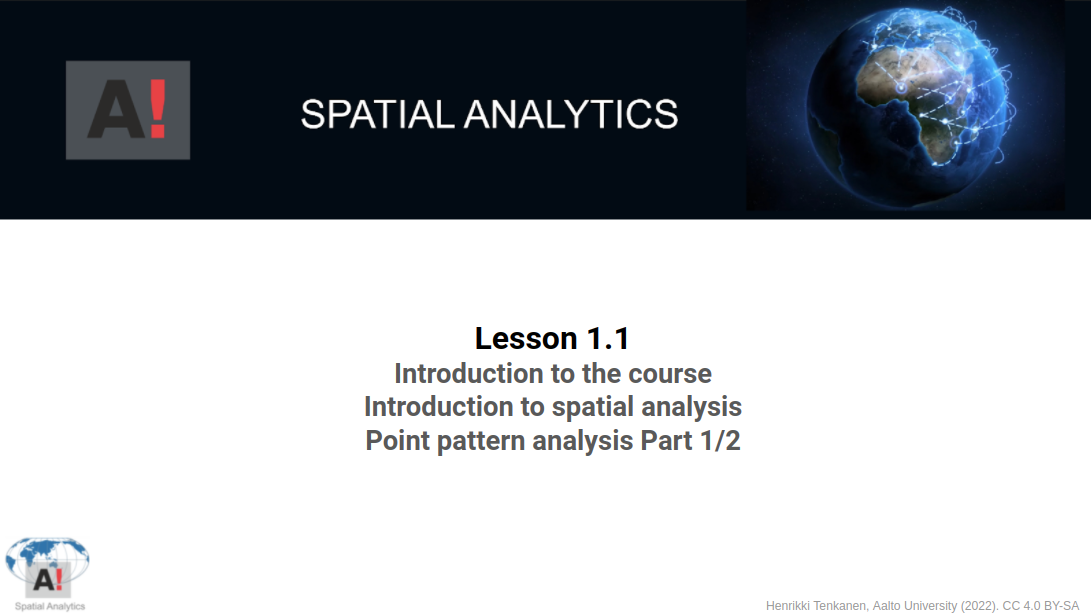 A!
SPATIAL ANALYTICS
Lesson 1.1
Introduction to the course
Introduction to spatial analysis
Point pattern analysis Part 1/2
A!
Spatial Analytics
Henrikki Tenkanen, Aalto University (2022). CC 4.0 BY-SA